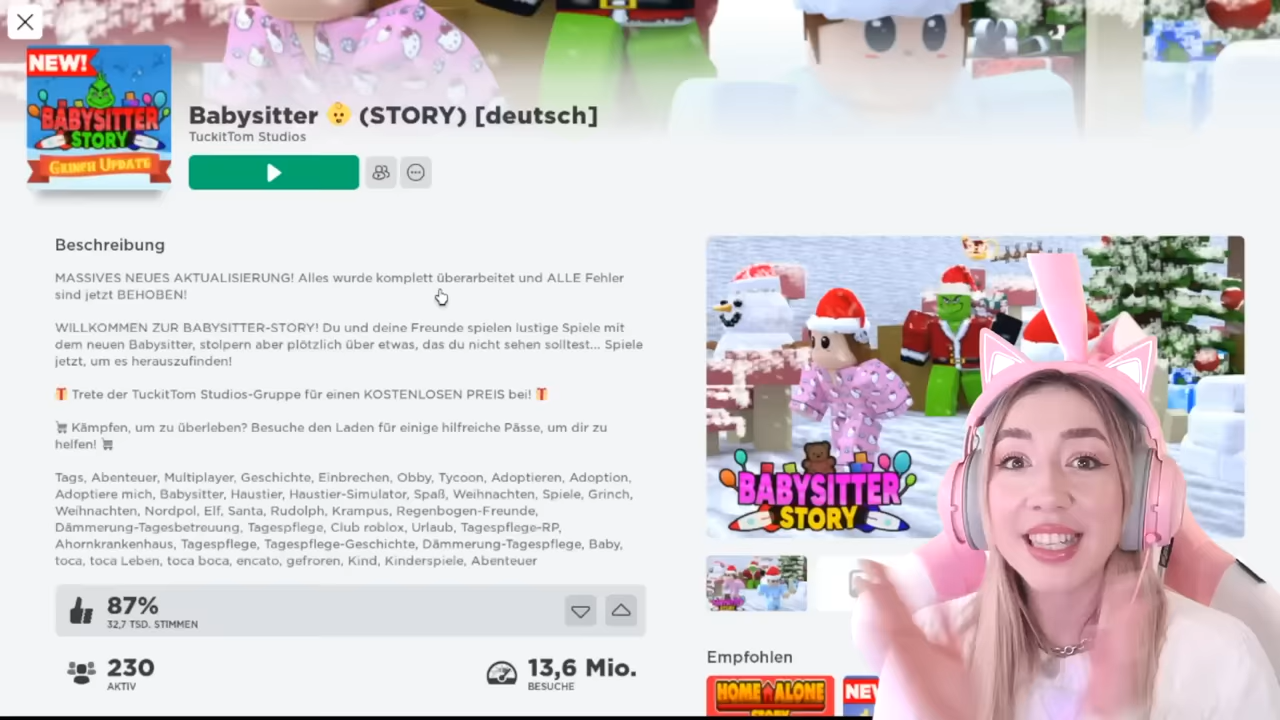 NEW!
BABYSITTER
STORY
GRINCH UPDATE
Babysitter 👶 (STORY) [deutsch]
TuckitTom Studios
Beschreibung
MASSIVES NEUES AKTUALISIERUNG! Alles wurde komplett überarbeitet und ALLE Fehler
sind jetzt BEHOBEN!
WILLKOMMEN ZUR BABYSITTER-STORY! Du und deine Freunde spielen lustige Spiele mit
dem neuen Babysitter, stolpern aber plötzlich über etwas, das du nicht sehen solltest... Spiele
jetzt, um es herauszufinden!
🎁 Trete der TuckitTom Studios-Gruppe für einen KOSTENLOSEN PREIS bei! 🎁
🛒 Kämpfen, um zu überleben? Besuche den Laden für einige hilfreiche Pässe, um dir zu
helfen! 🛒
Tags, Abenteuer, Multiplayer, Geschichte, Einbrechen, Obby, Tycoon, Adoptieren, Adoption,
Adoptiere mich, Babysitter, Haustier, Haustier-Simulator, Spaß, Weihnachten, Spiele, Grinch,
Weihnachten, Nordpol, Elf, Santa, Rudolph, Krampus, Regenbogen-Freunde,
Dämmerung-Tagesbetreuung, Tagespflege, Club roblox, Urlaub, Tagespflege-RP,
Ahornkrankenhaus, Tagespflege, Tagespflege-Geschichte, Dämmerung-Tagespflege, Baby,
toca, toca Leben, toca boca, encato, gefroren, Kind, Kinderspiele, Abenteuer
87%
32,7 TSD. STIMMEN
230
AKTIV
13,6 Mio.
BESUCHE
BABYSITTER
STORY
Empfohlen
HOME ALONE
STORY
NEW